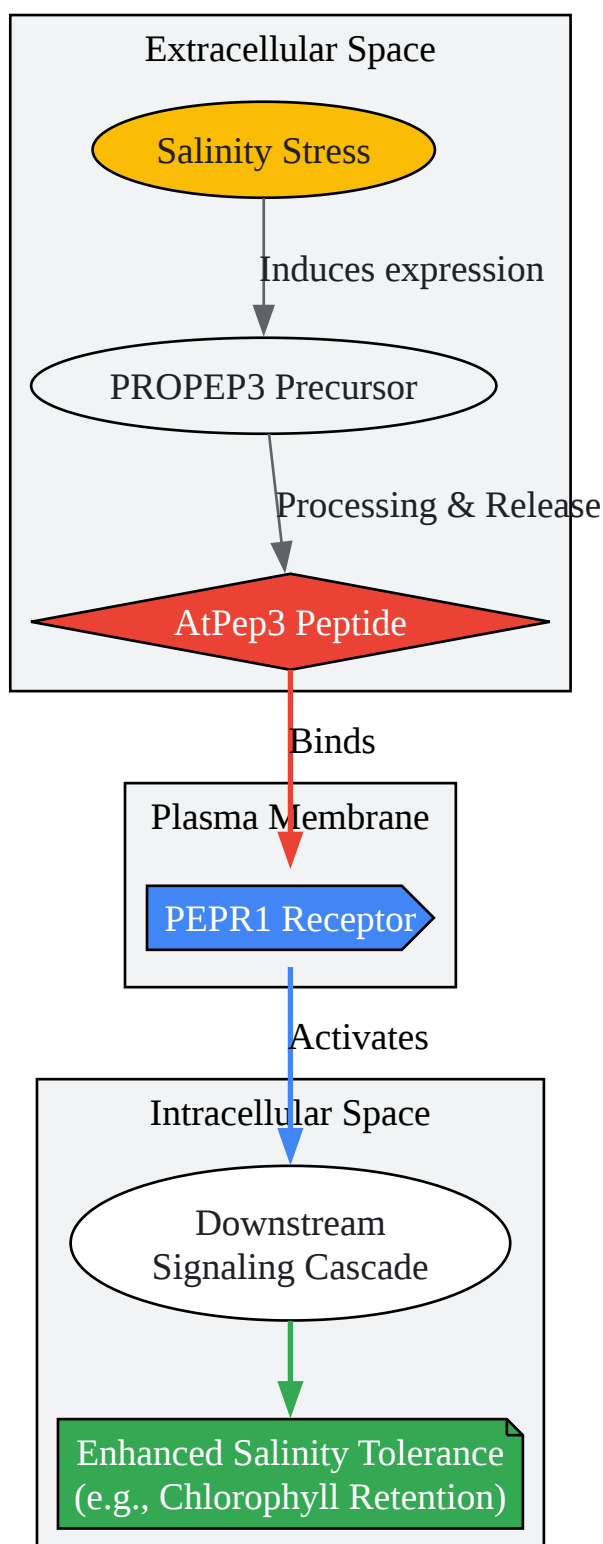 Extracellular Space
Salinity Stress
Induces expression
PROPEP3 Precursor
Processing & Release
AtPep3 Peptide
Binds
Plasma Membrane
PEPR1 Receptor
Activates
Intracellular Space
Downstream
Signaling Cascade
Enhanced Salinity Tolerance
(e.g., Chlorophyll Retention)